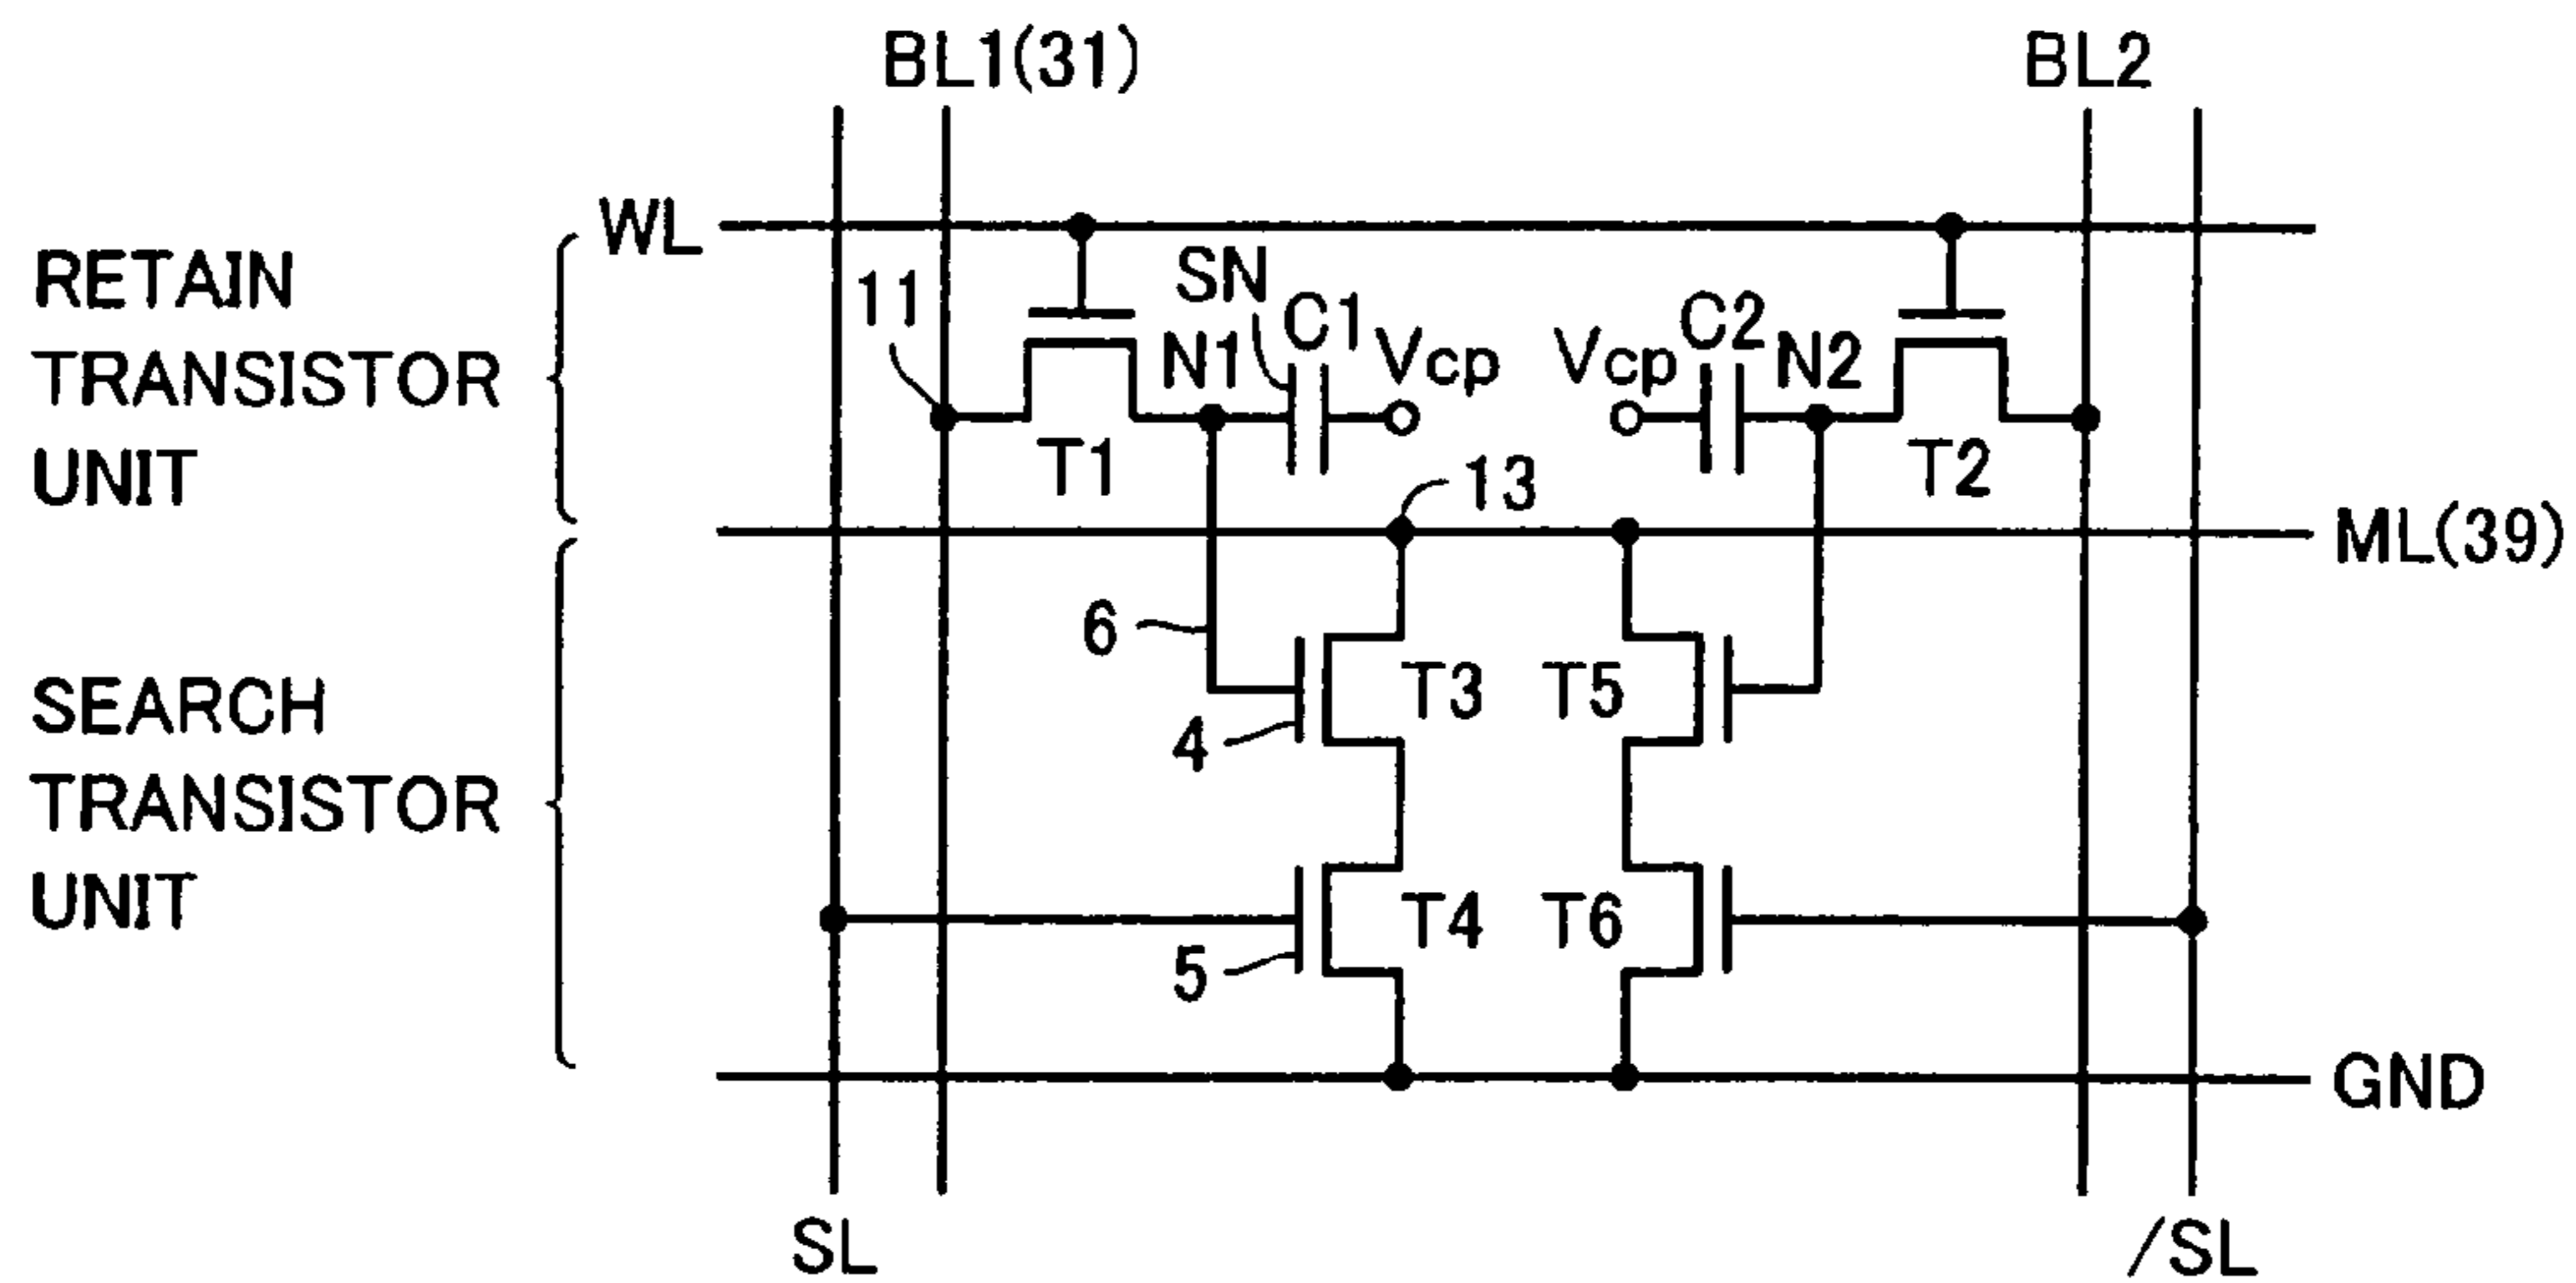 BL1(31)
BL2
WL
RETAIN
TRANSISTOR
UNIT
11
SN
C1
Vcp
N1
T1
Vcp
C2
N2
T2
13
ML(39)
6
SEARCH
TRANSISTOR
UNIT
4
T3
T5
5
T4
T6
GND
SL
/SL